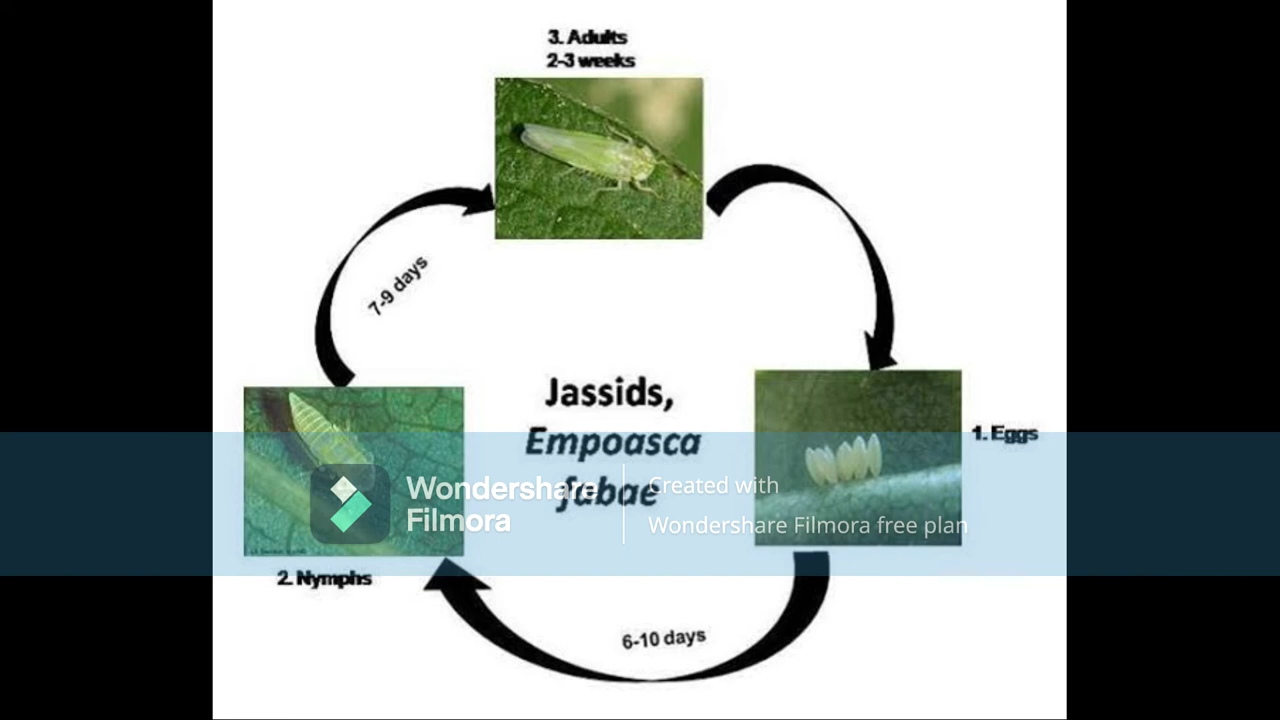 3. Adults
2-3 weeks
7-9 days
Jassids,
Empoasca
fabae
1. Eggs
Wondershare
Filmora
Created with
Wondershare Filmora free plan
2. Nymphs
6-10 days